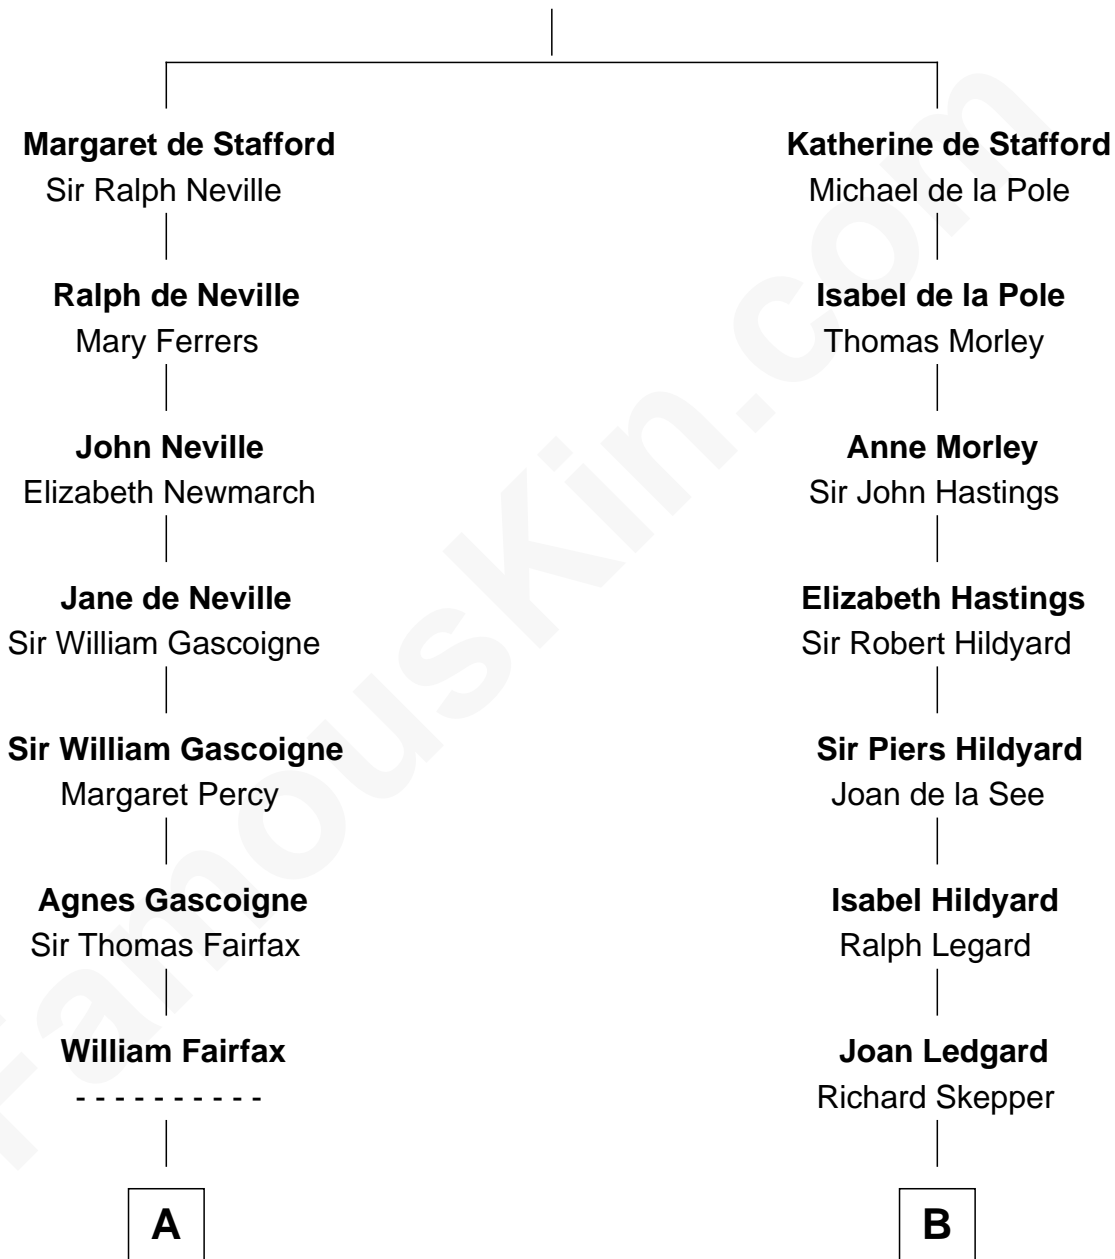 Margaret de Stafford
Sir Ralph Neville
Ralph de Neville
Mary Ferrers
John Neville
Elizabeth Newmarch
Jane de Neville
Sir William Gascoigne
Sir William Gascoigne
Margaret Percy
Agnes Gascoigne
Sir Thomas Fairfax
William Fairfax
- - - - - - - - - -
A
Katherine de Stafford
Michael de la Pole
Isabel de la Pole
Thomas Morley
Anne Morley
Sir John Hastings
Elizabeth Hastings
Sir Robert Hildyard
Sir Piers Hildyard
Joan de la See
Isabel Hildyard
Ralph Legard
Joan Ledgard
Richard Skepper
B
FamousKin.com